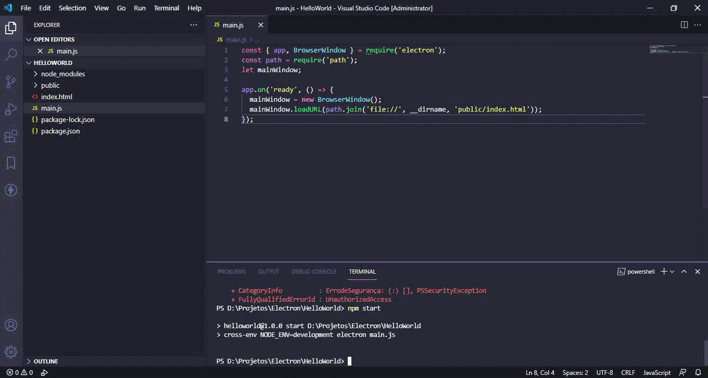 File Edit Selection View Go Run Terminal Help
main.js - HelloWorld - Visual Studio Code [Administrator]
EXPLORER
OPEN EDITORS
JS main.js
HELLOWORLD
node_modules
public
<> index.html
JS main.js
{} package-lock.json
{} package.json
OUTLINE
JS main.js
JS main.js > ...
1 const { app, BrowserWindow } = require('electron');
2 const path = require('path');
3 let mainWindow;
4
5 app.on('ready', () => {
6 mainWindow = new BrowserWindow();
7 mainWindow.loadURL(path.join('file://', __dirname, 'public/index.html'));
8 });
PROBLEMS OUTPUT DEBUG CONSOLE TERMINAL
powershell
+ CategoryInfo : ErrodeSegurança: (:) [], PSSecurityException
+ FullyQualifiedErrorId : UnauthorizedAccess
PS D:\Projetos\Electron\HelloWorld> npm start
> helloworld@1.0.0 start D:\Projetos\Electron\HelloWorld
> cross-env NODE_ENV=development electron main.js
PS D:\Projetos\Electron\HelloWorld>
0 0
Ln 8, Col 4 Spaces: 2 UTF-8 CRLF JavaScript